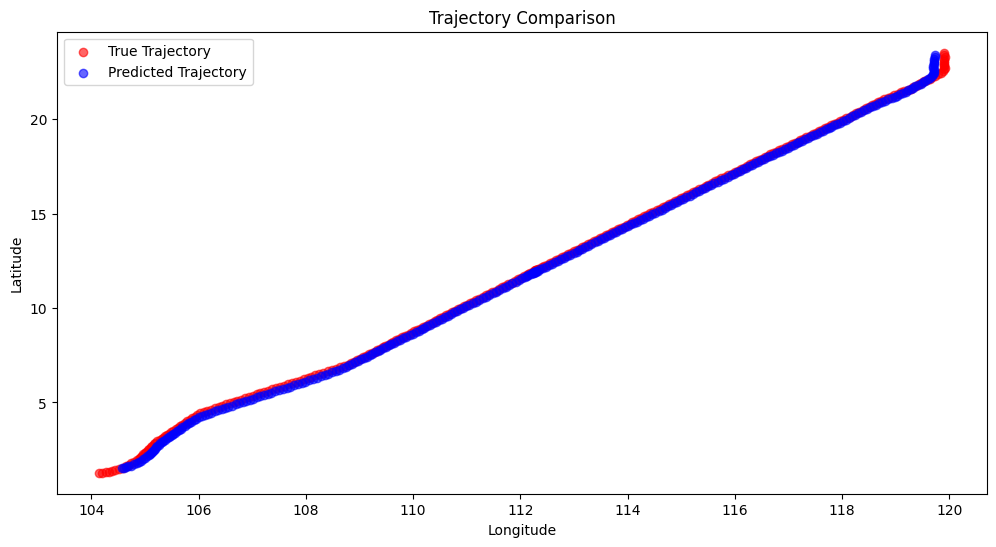 Trajectory Comparison
True Trajectory
Predicted Trajectory
Latitude
20
15
10
5
104 106 108 110 112 114 116 118 120
Longitude